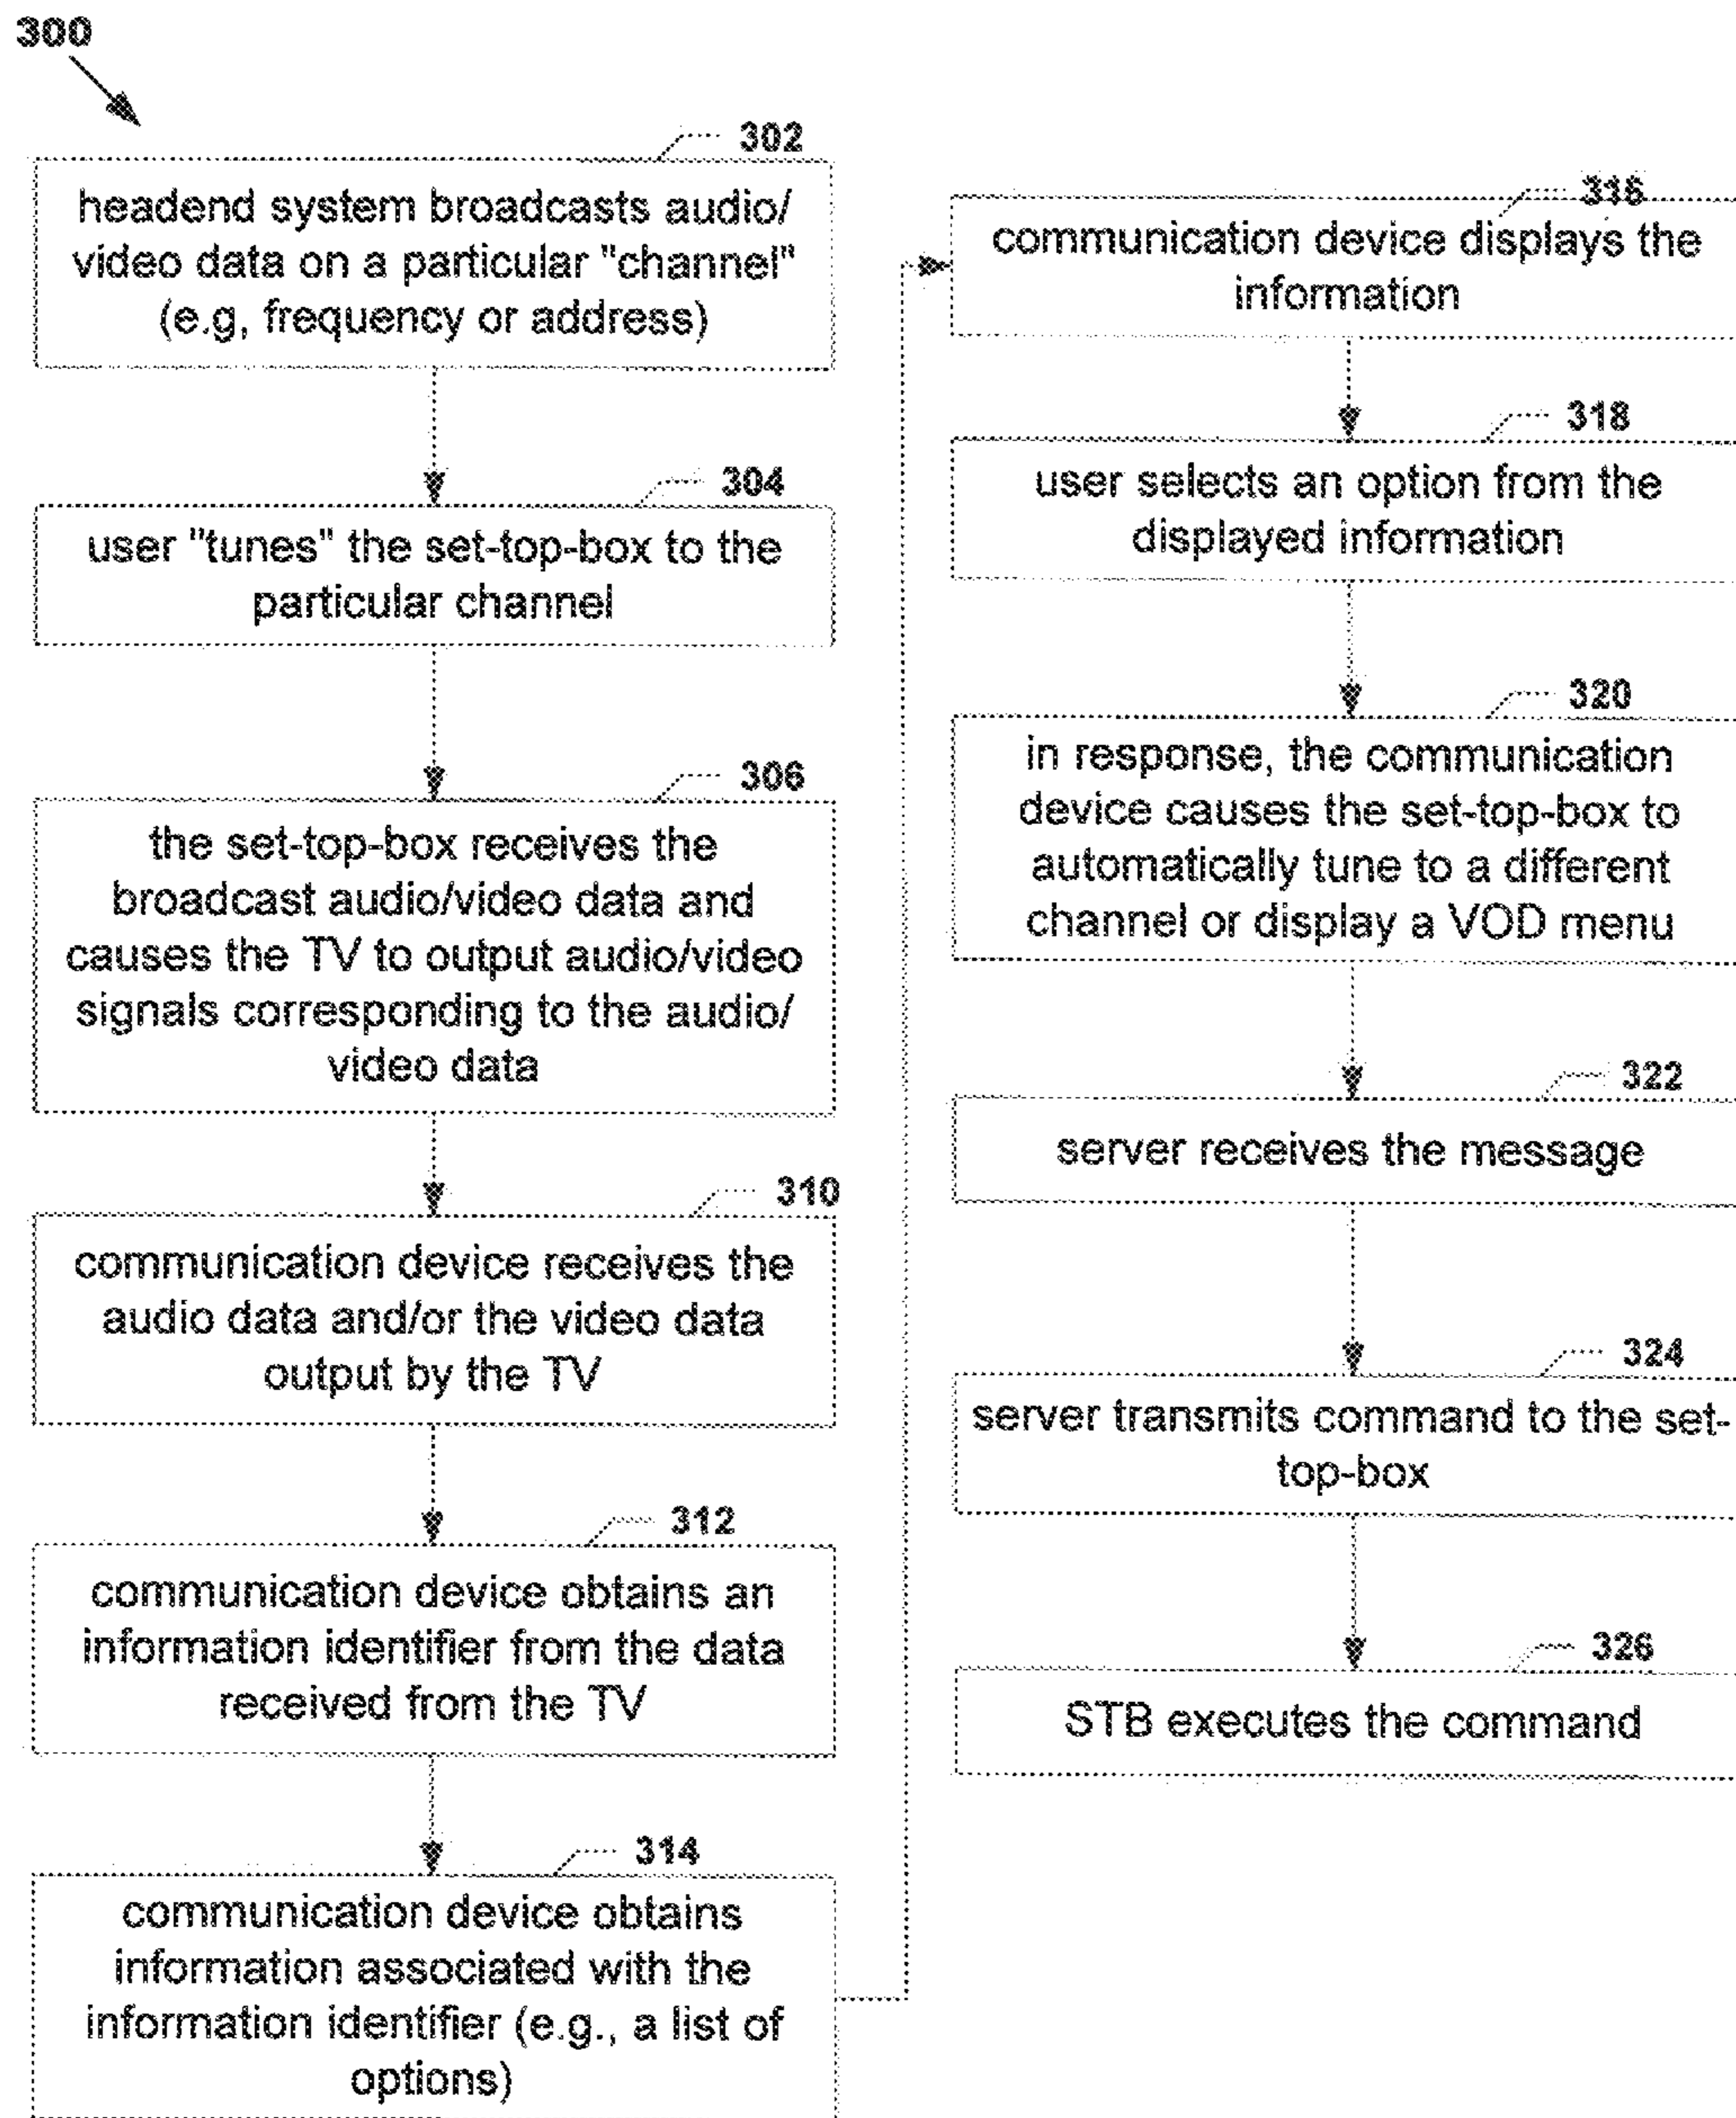 300
302
headend system broadcasts audio/
video data on a particular "channel"
(e.g, frequency or address)
304
user "tunes" the set-top-box to the
particular channel
306
the set-top-box receives the
broadcast audio/video data and
causes the TV to output audio/video
signals corresponding to the audio/
video data
310
communication device receives the
audio data and/or the video data
output by the TV
312
communication device obtains an
information identifier from the data
received from the TV
314
communication device obtains
information associated with the
information identifier (e.g., a list of
options)
316
communication device displays the
information
318
user selects an option from the
displayed information
320
in response, the communication
device causes the set-top-box to
automatically tune to a different
channel or display a VOD menu
322
server receives the message
324
server transmits command to the set-
top-box
326
STB executes the command